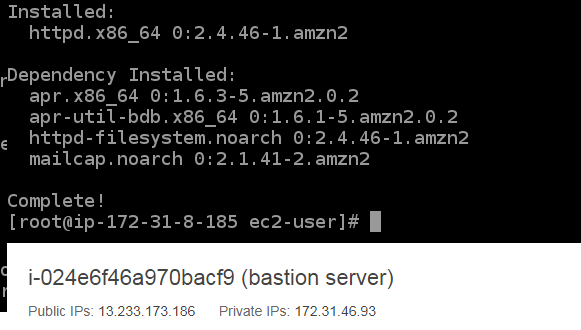 Installed:
httpd.x86_64 0:2.4.46-1.amzn2
Dependency Installed:
apr.x86_64 0:1.6.3-5.amzn2.0.2
apr-util-bdb.x86_64 0:1.6.1-5.amzn2.0.2
httpd-filesystem.noarch 0:2.4.46-1.amzn2
mailcap.noarch 0:2.1.41-2.amzn2
Complete!
[root@ip-172-31-8-185 ec2-user]#
i-024e6f46a970bacf9 (bastion server)
Public IPs: 13.233.173.186 Private IPs: 172.31.46.93